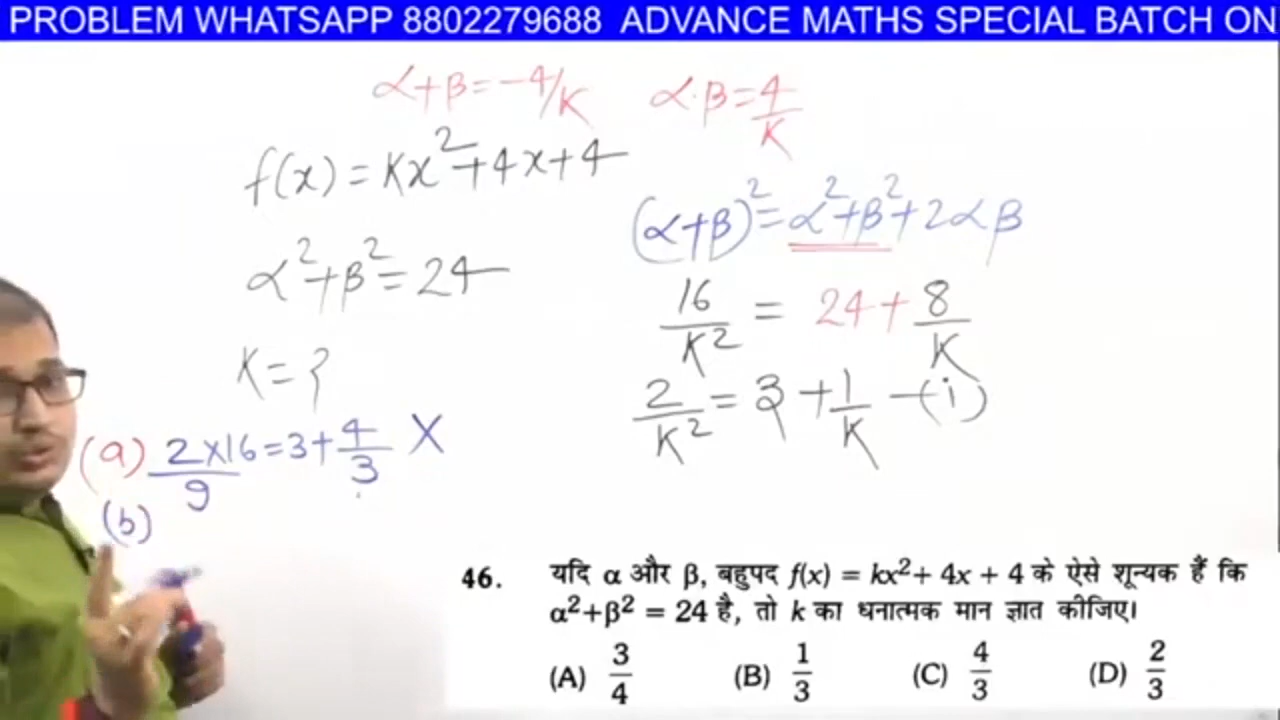 PROBLEM WHATSAPP 8802279688 ADVANCE MATHS SPECIAL BATCH ON
α+β=-4/K α·β=4/K
f(x)=Kx²+4x+4
(α+β)²=α²+β²+2αβ
α²+β²=24
16/K² = 24+8/K
K=?
2/K²=3+1/K-(i)
(a) 2×16/9=3+4/3 X
(b)
46. यदि α और β, बहुपद f(x) = kx²+ 4x + 4 के ऐसे शून्यक हैं कि
α²+β² = 24 है, तो k का धनात्मक मान ज्ञात कीजिए।
(A) 3/4 (B) 1/3 (C) 4/3 (D) 2/3